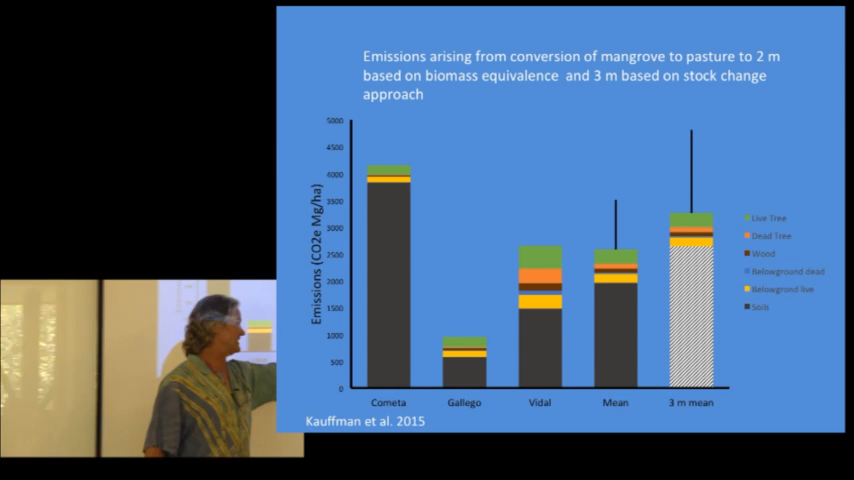 Emissions arising from conversion of mangrove to pasture to 2 m
based on biomass equivalence and 3 m based on stock change
approach
Emissions (CO2e Mg/ha)
5000
4500
4000
3500
3000
2500
2000
1500
1000
500
0
Live Tree
Dead Tree
Wood
Belowground dead
Belowgrond live
Soils
Cometa
Gallego
Vidal
Mean
3 m mean
Kauffman et al. 2015